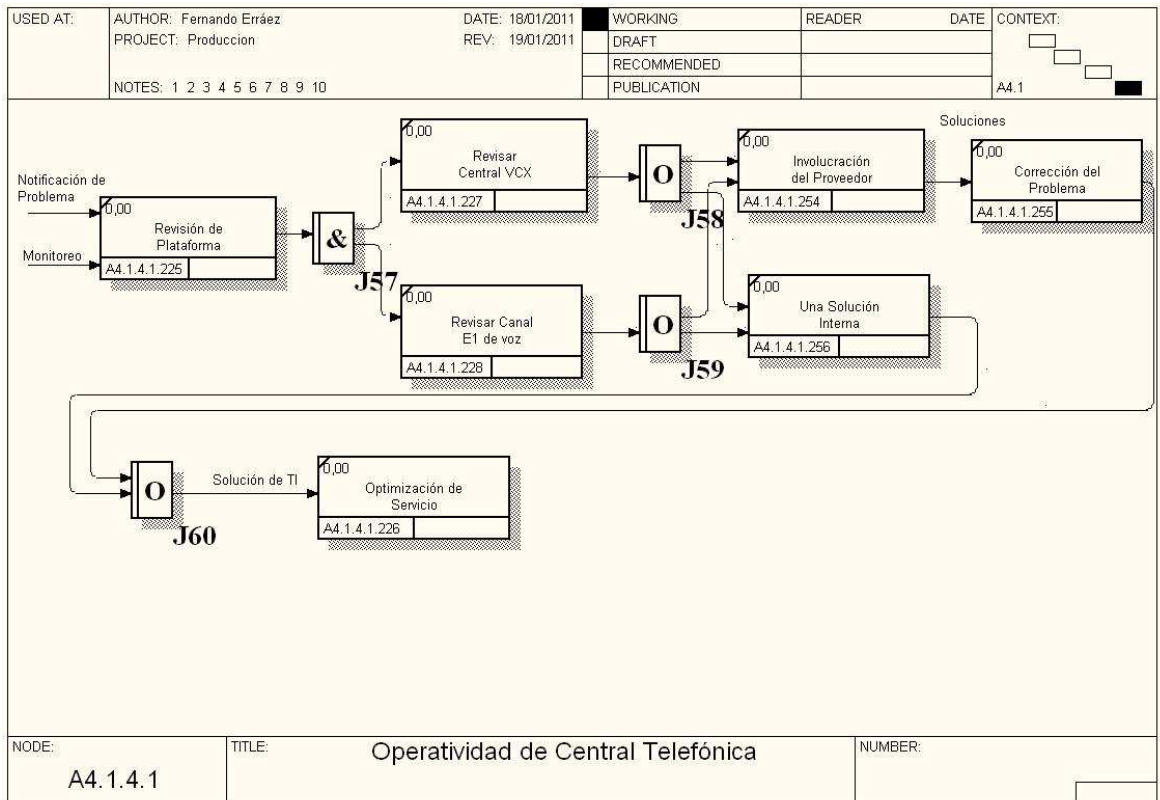 USED AT:
AUTHOR: Fernando Erráez
DATE: 18/01/2011
PROJECT: Produccion
REV: 19/01/2011
NOTES: 1 2 3 4 5 6 7 8 9 10
WORKING
DRAFT
RECOMMENDED
PUBLICATION
READER DATE
CONTEXT:
A4.1
Notificación de
Problema
Monitoreo
0,00
Revisión de
Plataforma
A4.1.4.1.225
&
J57
0,00
Revisar
Central VCX
A4.1.4.1.227
O
J58
0,00
Involucración
del Proveedor
A4.1.4.1.254
Soluciones
0,00
Corrección del
Problema
A4.1.4.1.255
0,00
Revisar Canal
E1 de voz
A4.1.4.1.228
O
J59
0,00
Una Solución
Interna
A4.1.4.1.256
O
J60
Solución de TI
0,00
Optimización de
Servicio
A4.1.4.1.226
NODE:
A4.1.4.1
TITLE:
Operatividad de Central Telefónica
NUMBER: